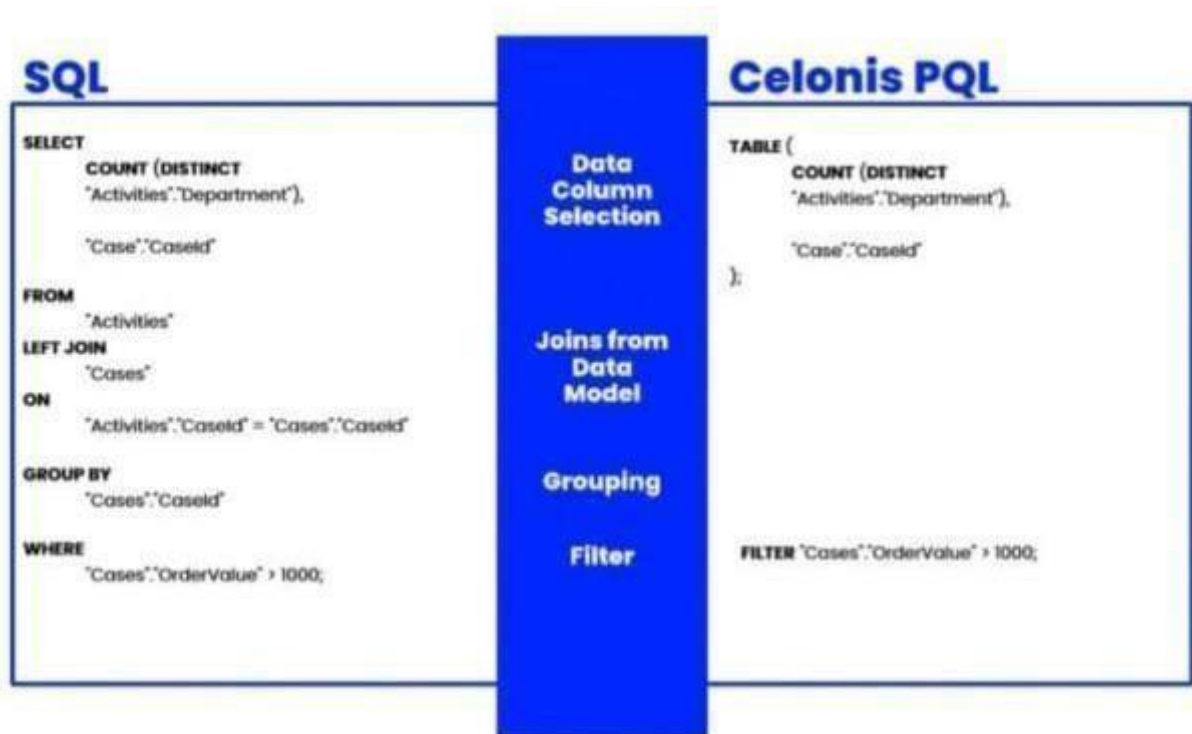 SQL
SELECT
COUNT (DISTINCT
"Activities"."Department"),
"Case"."CaseId"
FROM
"Activities"
LEFT JOIN
"Cases"
ON
"Activities"."CaseId" = "Cases"."CaseId"
GROUP BY
"Cases"."CaseId"
WHERE
"Cases"."OrderValue" > 1000;
Data
Column
Selection
Joins from
Data
Model
Grouping
Filter
Celonis PQL
TABLE (
COUNT (DISTINCT
"Activities"."Department"),
"Case"."CaseId"
);
FILTER "Cases"."OrderValue" > 1000;